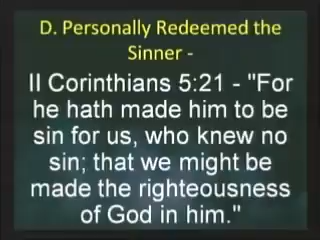 D. Personally Redeemed the
Sinner -
II Corinthians 5:21 - "For
he hath made him to be
sin for us, who knew no
sin; that we might be
made the righteousness
of God in him."